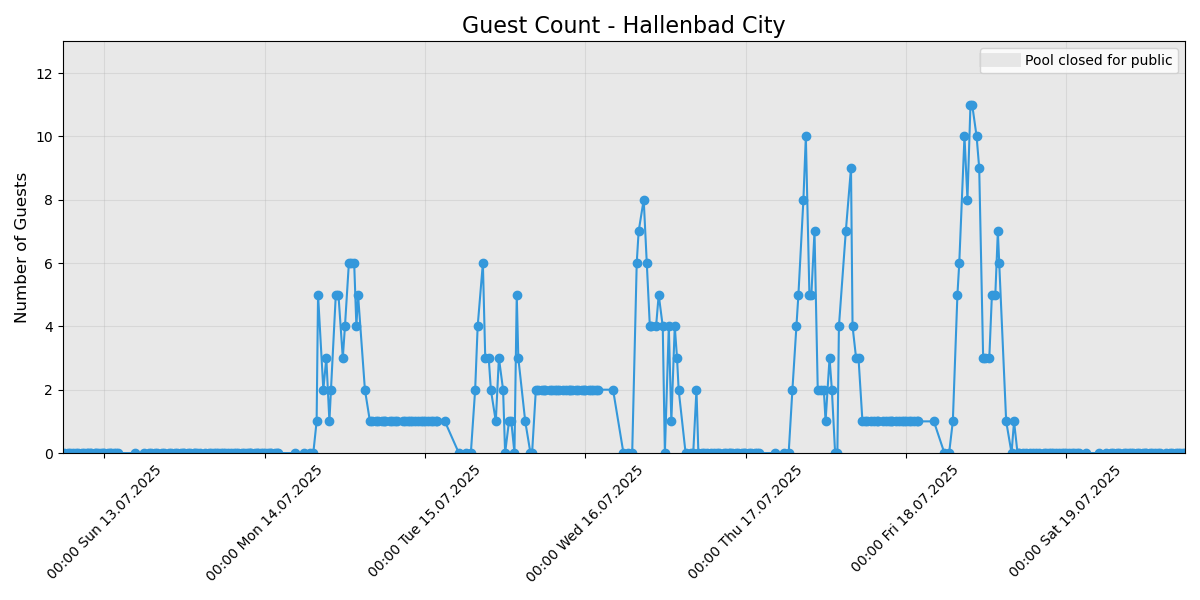 Guest Count - Hallenbad City
Pool closed for public
Number of Guests
12
10
8
6
4
2
0
00:00 Sun 13.07.2025
00:00 Mon 14.07.2025
00:00 Tue 15.07.2025
00:00 Wed 16.07.2025
00:00 Thu 17.07.2025
00:00 Fri 18.07.2025
00:00 Sat 19.07.2025